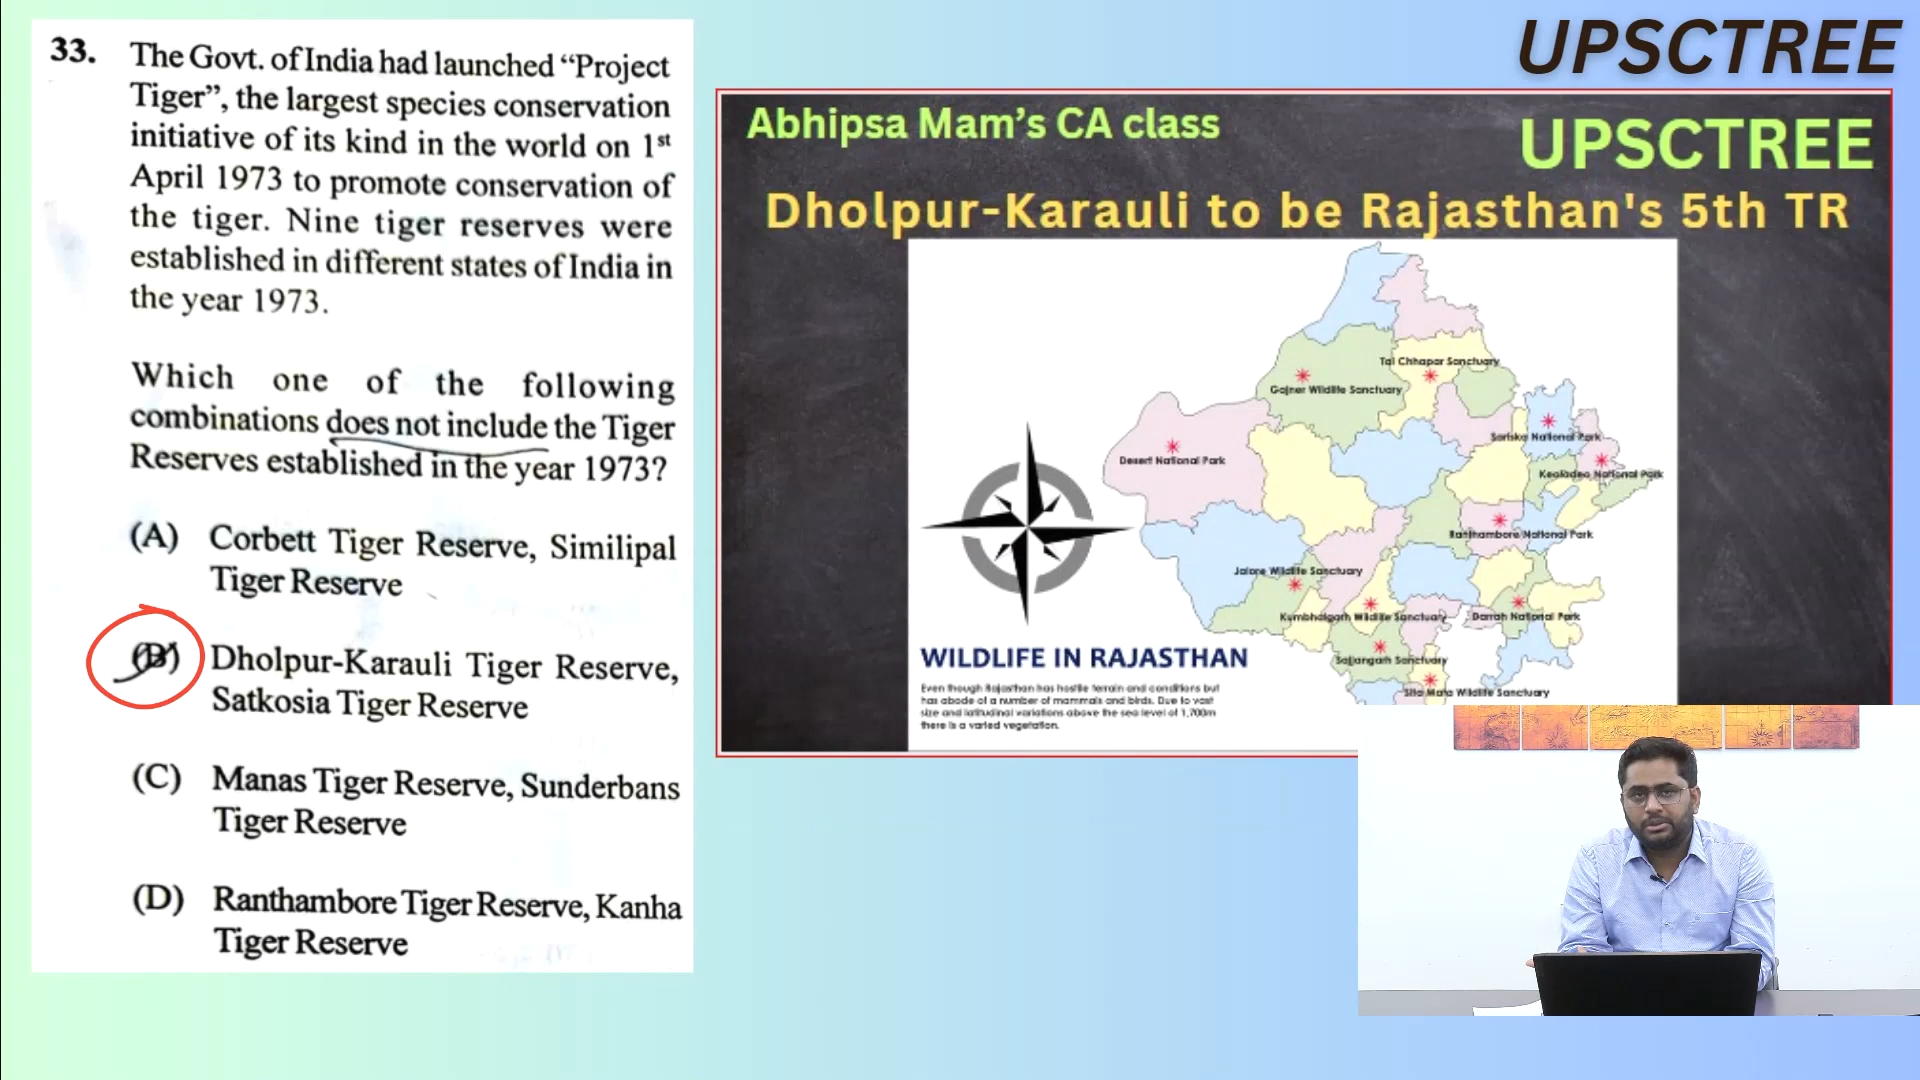 33.
The Govt. of India had launched “Project
Tiger”, the largest species conservation
initiative of its kind in the world on 1st
April 1973 to promote conservation of
the tiger. Nine tiger reserves were
established in different states of India in
the year 1973.
Which one of the following
combinations does not include the Tiger
Reserves established in the year 1973?
(A) Corbett Tiger Reserve, Similipal
Tiger Reserve
(B) Dholpur-Karauli Tiger Reserve,
Satkosia Tiger Reserve
(C) Manas Tiger Reserve, Sunderbans
Tiger Reserve
(D) Ranthambore Tiger Reserve, Kanha
Tiger Reserve
UPSCTREE
Abhipsa Mam’s CA class
UPSCTREE
Dholpur-Karauli to be Rajasthan's 5th TR
Tal Chhapar Sanctuary
Gajner Wildlife Sanctuary
Sariska National Park
Desert National Park
Keoladeo National Park
Ranthambore National Park
Jalore Wildlife Sanctuary
Kumbhalgarh Wildlife Sanctuary
Darrah National Park
Sajjangarh Sanctuary
Sita Mata Wildlife Sanctuary
WILDLIFE IN RAJASTHAN
Even though Rajasthan has hostile terrain and conditions but
has abode of a number of mammals and birds. Due to vast
size and latitudinal variations above the sea level of 1,700m
there is a varied vegetation.